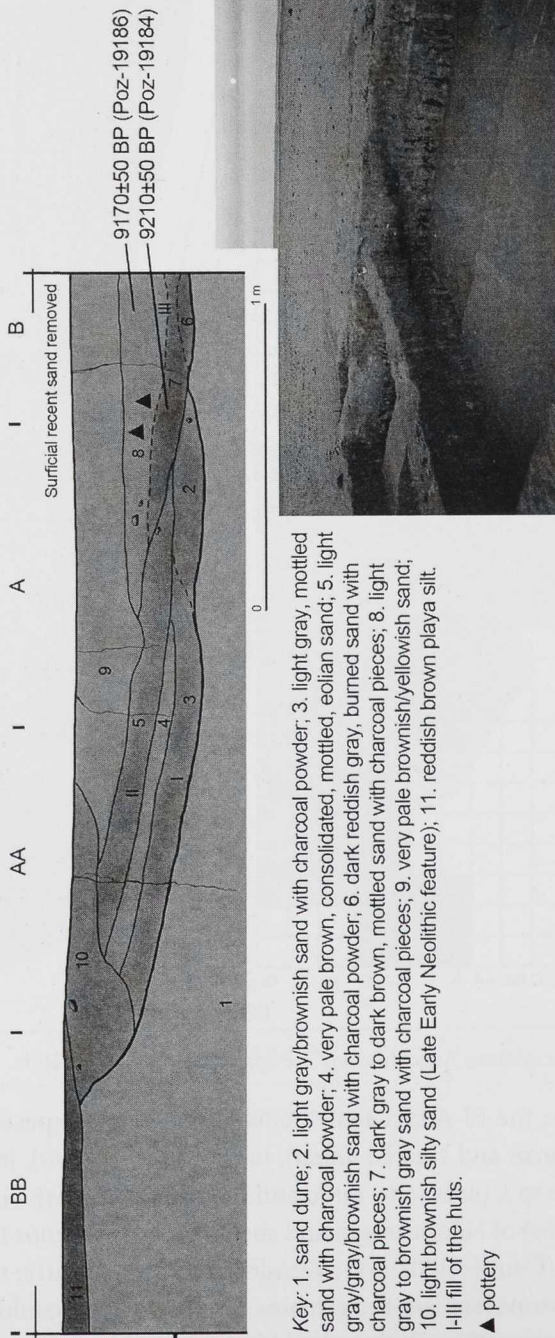 BB
AA
A
B
Surficial recent sand removed
11
10
9
8
5
II
4
I
3
2
7
III
6
1
9170±50 BP (Poz-19186)
9210±50 BP (Poz-19184)
0
1 m
Key: 1. sand dune; 2. light gray/brownish sand with charcoal powder; 3. light gray, mottled
sand with charcoal powder; 4. very pale brown, consolidated, mottled, eolian sand; 5. light
gray/gray/brownish sand with charcoal powder; 6. dark reddish gray, burned sand with
charcoal pieces; 7. dark gray to dark brown, mottled sand with charcoal pieces; 8. light
gray to brownish gray sand with charcoal pieces; 9. very pale brownish/yellowish sand;
10. light brownish silty sand (Late Early Neolithic feature); 11. reddish brown playa silt.
I-III fill of the huts.
▲ pottery